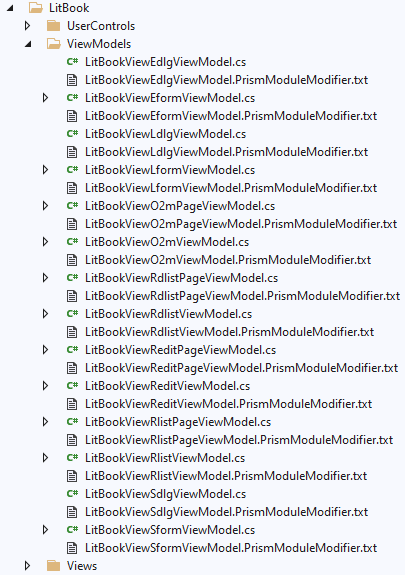 LitBook
UserControls
ViewModels
LitBookViewEdlgViewModel.cs
LitBookViewEdlgViewModel.PrismModuleModifier.txt
LitBookViewEformViewModel.cs
LitBookViewEformViewModel.PrismModuleModifier.txt
LitBookViewLdlgViewModel.cs
LitBookViewLdlgViewModel.PrismModuleModifier.txt
LitBookViewLformViewModel.cs
LitBookViewLformViewModel.PrismModuleModifier.txt
LitBookViewO2mPageViewModel.cs
LitBookViewO2mPageViewModel.PrismModuleModifier.txt
LitBookViewO2mViewModel.cs
LitBookViewO2mViewModel.PrismModuleModifier.txt
LitBookViewRdlistPageViewModel.cs
LitBookViewRdlistPageViewModel.PrismModuleModifier.txt
LitBookViewRdlistViewModel.cs
LitBookViewRdlistViewModel.PrismModuleModifier.txt
LitBookViewReditPageViewModel.cs
LitBookViewReditPageViewModel.PrismModuleModifier.txt
LitBookViewReditViewModel.cs
LitBookViewReditViewModel.PrismModuleModifier.txt
LitBookViewRlistPageViewModel.cs
LitBookViewRlistPageViewModel.PrismModuleModifier.txt
LitBookViewRlistViewModel.cs
LitBookViewRlistViewModel.PrismModuleModifier.txt
LitBookViewSdlgViewModel.cs
LitBookViewSdlgViewModel.PrismModuleModifier.txt
LitBookViewSformViewModel.cs
LitBookViewSformViewModel.PrismModuleModifier.txt
Views